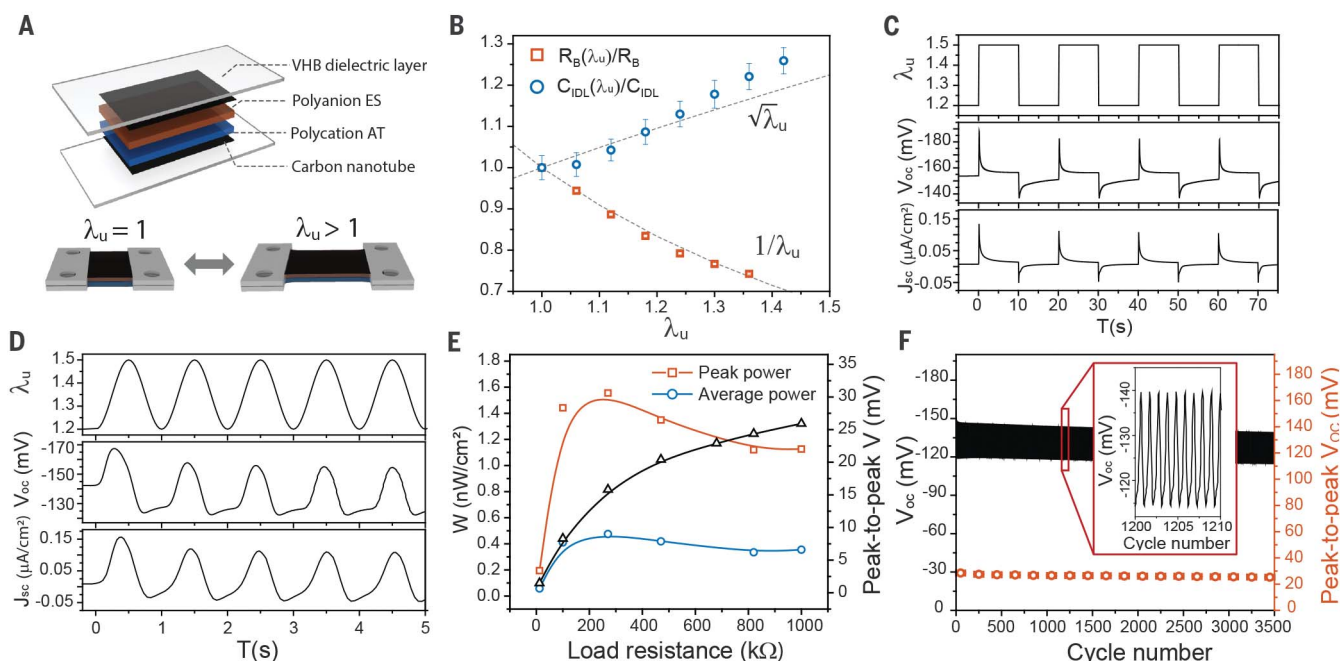 A
VHB dielectric layer
Polyanion ES
Polycation AT
Carbon nanotube
λu = 1
λu > 1
B
RB(λu)/RB
CIDL(λu)/CIDL
√λu
1/λu
1.3
1.2
1.1
1.0
0.9
0.8
0.7
1.0 1.1 1.2 1.3 1.4 1.5
λu
C
λu
1.5
1.4
1.3
1.2
Voc (mV)
-180
-160
-140
Jsc (µA/cm²)
0.15
0.05
-0.05
0 10 20 30 40 50 60 70
T(s)
D
λu
1.5
1.4
1.3
1.2
Voc (mV)
-170
-150
-130
Jsc (µA/cm²)
0.15
0.05
-0.05
0 1 2 3 4 5
T(s)
E
W (nW/cm²)
1.8
1.6
1.4
1.2
1.0
0.8
0.6
0.4
0.2
0.0
Peak power
Average power
35
30
25
20
15
10
5
0
Peak-to-peak V (mV)
0 200 400 600 800 1000
Load resistance (kΩ)
F
Voc (mV)
-180
-150
-120
-90
-60
-30
0
Voc (mV)
-140
-130
-120
1200 1205 1210
Cycle number
180
160
140
120
100
80
60
40
20
0
Peak-to-peak Voc (mV)
0 500 1000 1500 2000 2500 3000 3500
Cycle number